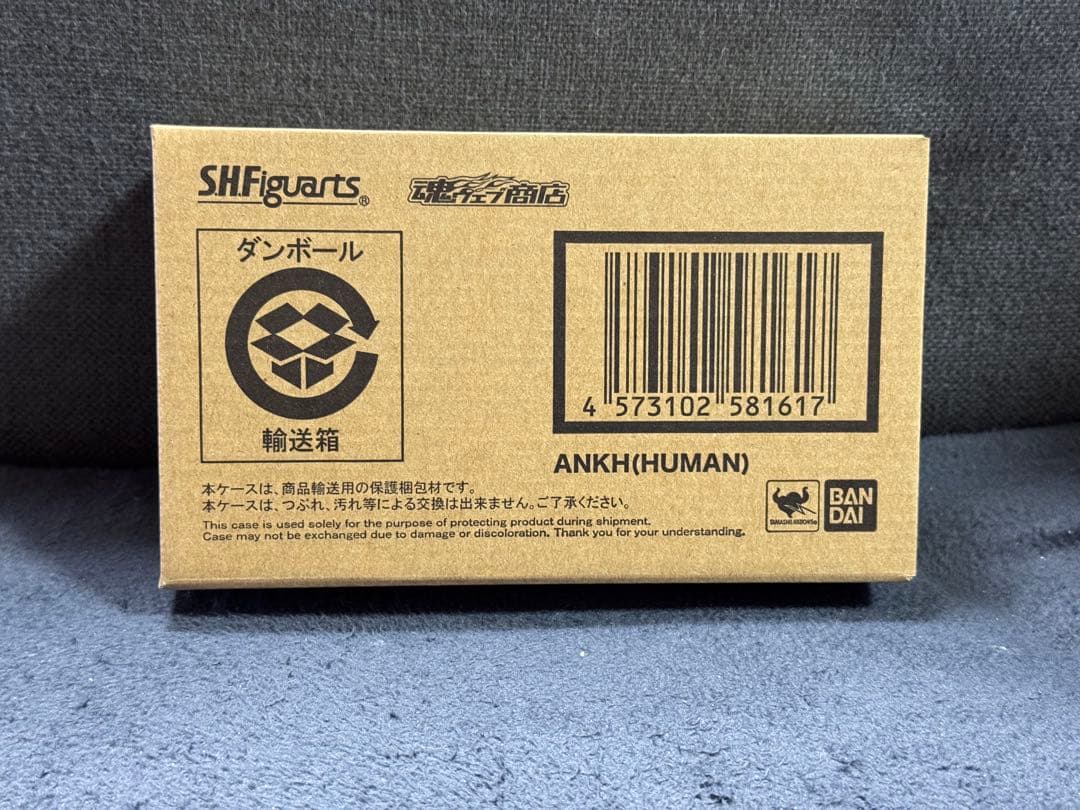 S.H.Figuarts®
魂ウェブ商店
ダンボール
輸送箱
4 573102 581617
ANKH(HUMAN)
本ケースは、商品輸送用の保護梱包材です。
本ケースは、つぶれ、汚れ等による交換は出来ません。ご了承ください。
This case is used solely for the purpose of protecting product during shipment.
Case may not be exchanged due to damage or discoloration. Thank you for your understanding.
TAMASHII NATIONS
BAN
DAI